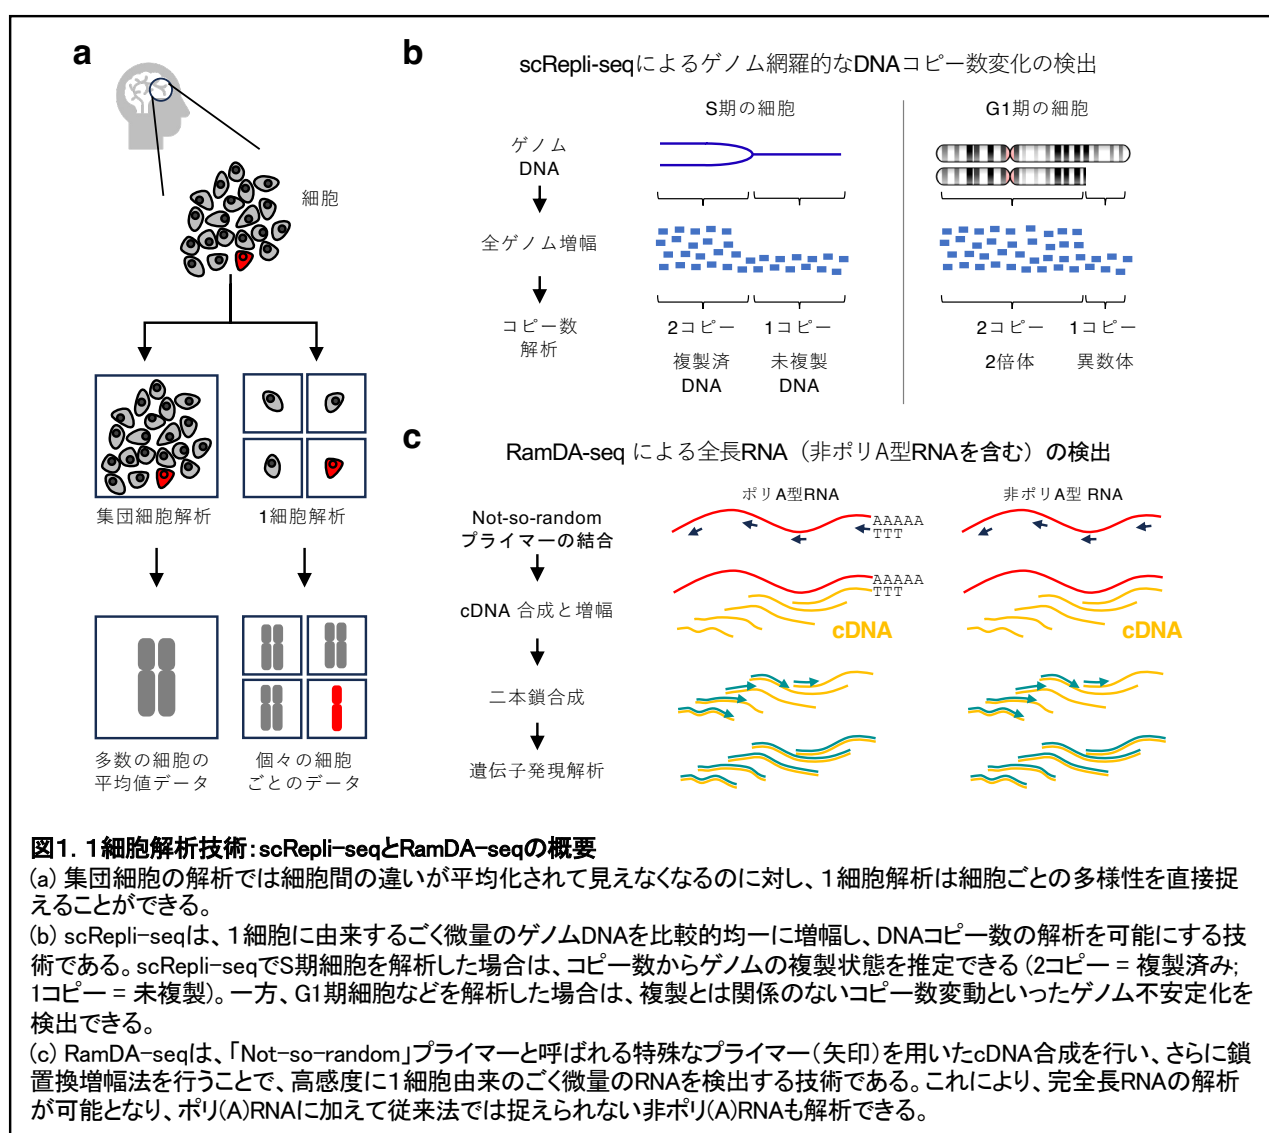 a
細胞
集団細胞解析
1細胞解析
多数の細胞の
平均値データ
個々の細胞
ごとのデータ
b
scRepli-seqによるゲノム網羅的なDNAコピー数変化の検出
S期の細胞
G1期の細胞
ゲノム
DNA
全ゲノム増幅
コピー数
解析
2コピー
1コピー
複製済
DNA
未複製
DNA
2コピー
1コピー
2倍体
異数体
c
RamDA-seq による全長RNA（非ポリA型RNAを含む）の検出
ポリA型RNA
非ポリA型 RNA
Not-so-random
プライマーの結合
AAAAA
TTT
cDNA 合成と増幅
AAAAA
TTT
cDNA
cDNA
二本鎖合成
遺伝子発現解析
図1. 1細胞解析技術：scRepli-seqとRamDA-seqの概要
(a) 集団細胞の解析では細胞間の違いが平均化されて見えなくなるのに対し、1細胞解析は細胞ごとの多様性を直接捉
えることができる。
(b) scRepli-seqは、1細胞に由来するごく微量のゲノムDNAを比較的均一に増幅し、DNAコピー数の解析を可能にする技
術である。scRepli-seqでS期細胞を解析した場合は、コピー数からゲノムの複製状態を推定できる (2コピー = 複製済み;
1コピー = 未複製)。一方、G1期細胞などを解析した場合は、複製とは関係のないコピー数変動といったゲノム不安定化を
検出できる。
(c) RamDA-seqは、「Not-so-random」プライマーと呼ばれる特殊なプライマー（矢印）を用いたcDNA合成を行い、さらに鎖
置換増幅法を行うことで、高感度に1細胞由来のごく微量のRNAを検出する技術である。これにより、完全長RNAの解析
が可能となり、ポリ(A)RNAに加えて従来法では捉えられない非ポリ(A)RNAも解析できる。